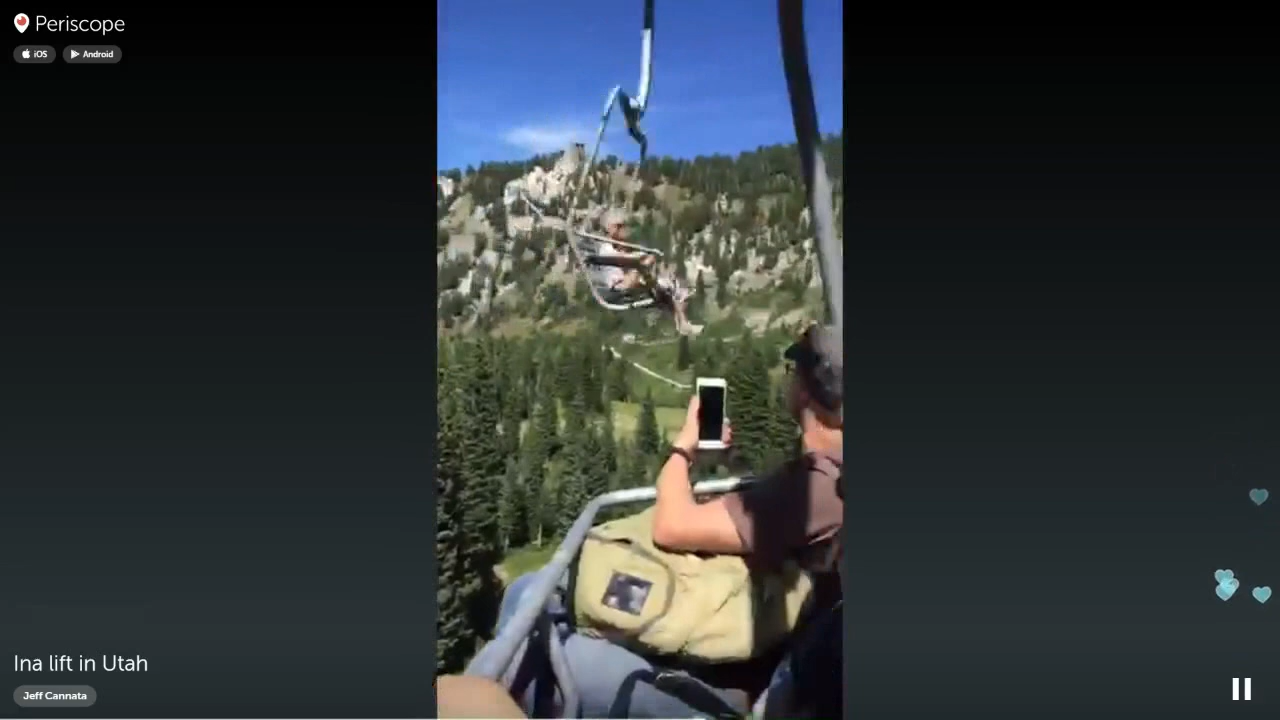 Periscope
iOS
Android
Ina lift in Utah
Jeff Cannata